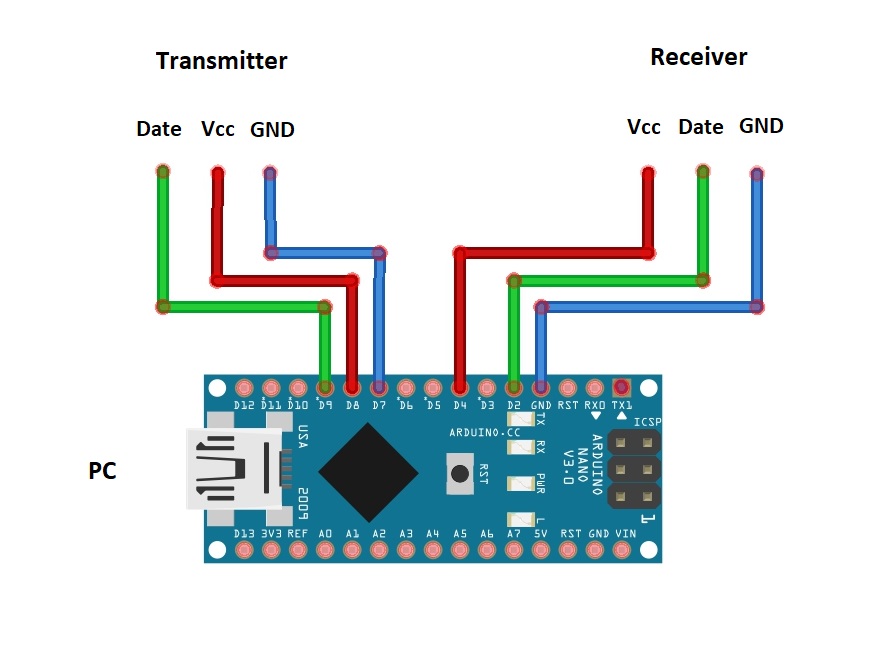 Transmitter
Receiver
Date Vcc GND
Vcc Date GND
D12 D11 D10 D9 D8 D7 D6 D5 D4 D3 D2 GND RST RX0 TX1
TX
ICSP
ARDUINO.CC
USA
RX
RST
ARDUINO
NANO
V3.0
PC
PWR
2009
L
1
D13 3V3 REF A0 A1 A2 A3 A4 A5 A6 A7 5V RST GND VIN